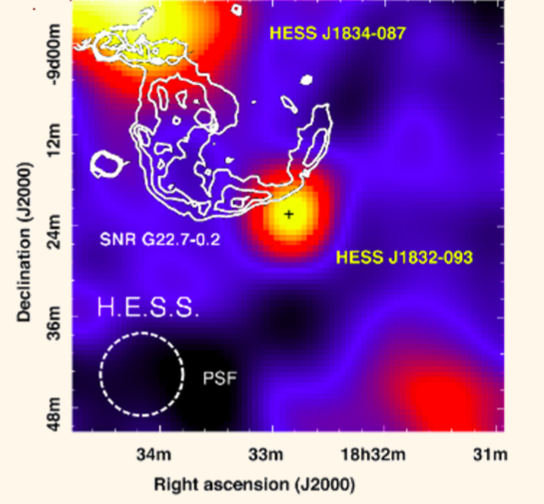 HESS J1834-087
-9d00m
12m
24m
36m
48m
Declination (J2000)
SNR G22.7-0.2
HESS J1832-093
H.E.S.S.
PSF
34m 33m 18h32m 31m
Right ascension (J2000)